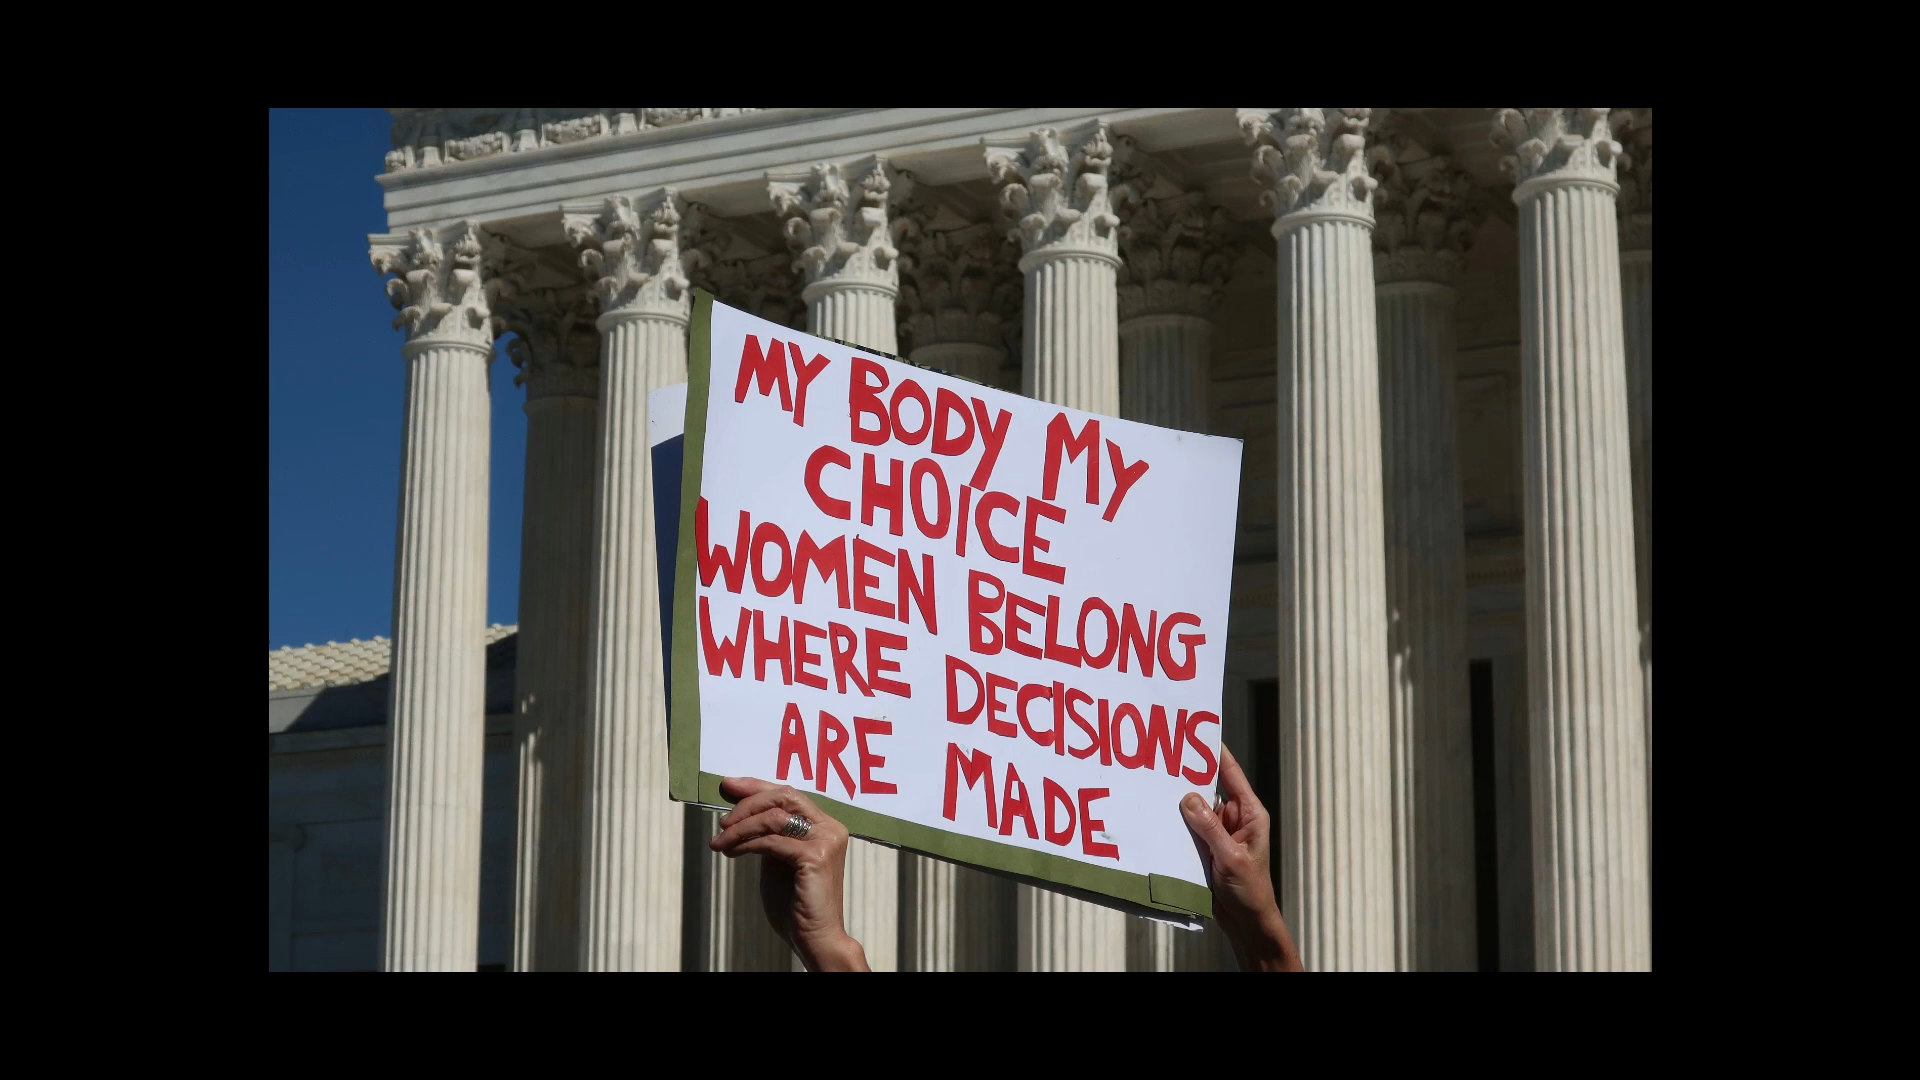 MY BODY MY
CHOICE
WOMEN BELONG
WHERE DECISIONS
ARE MADE